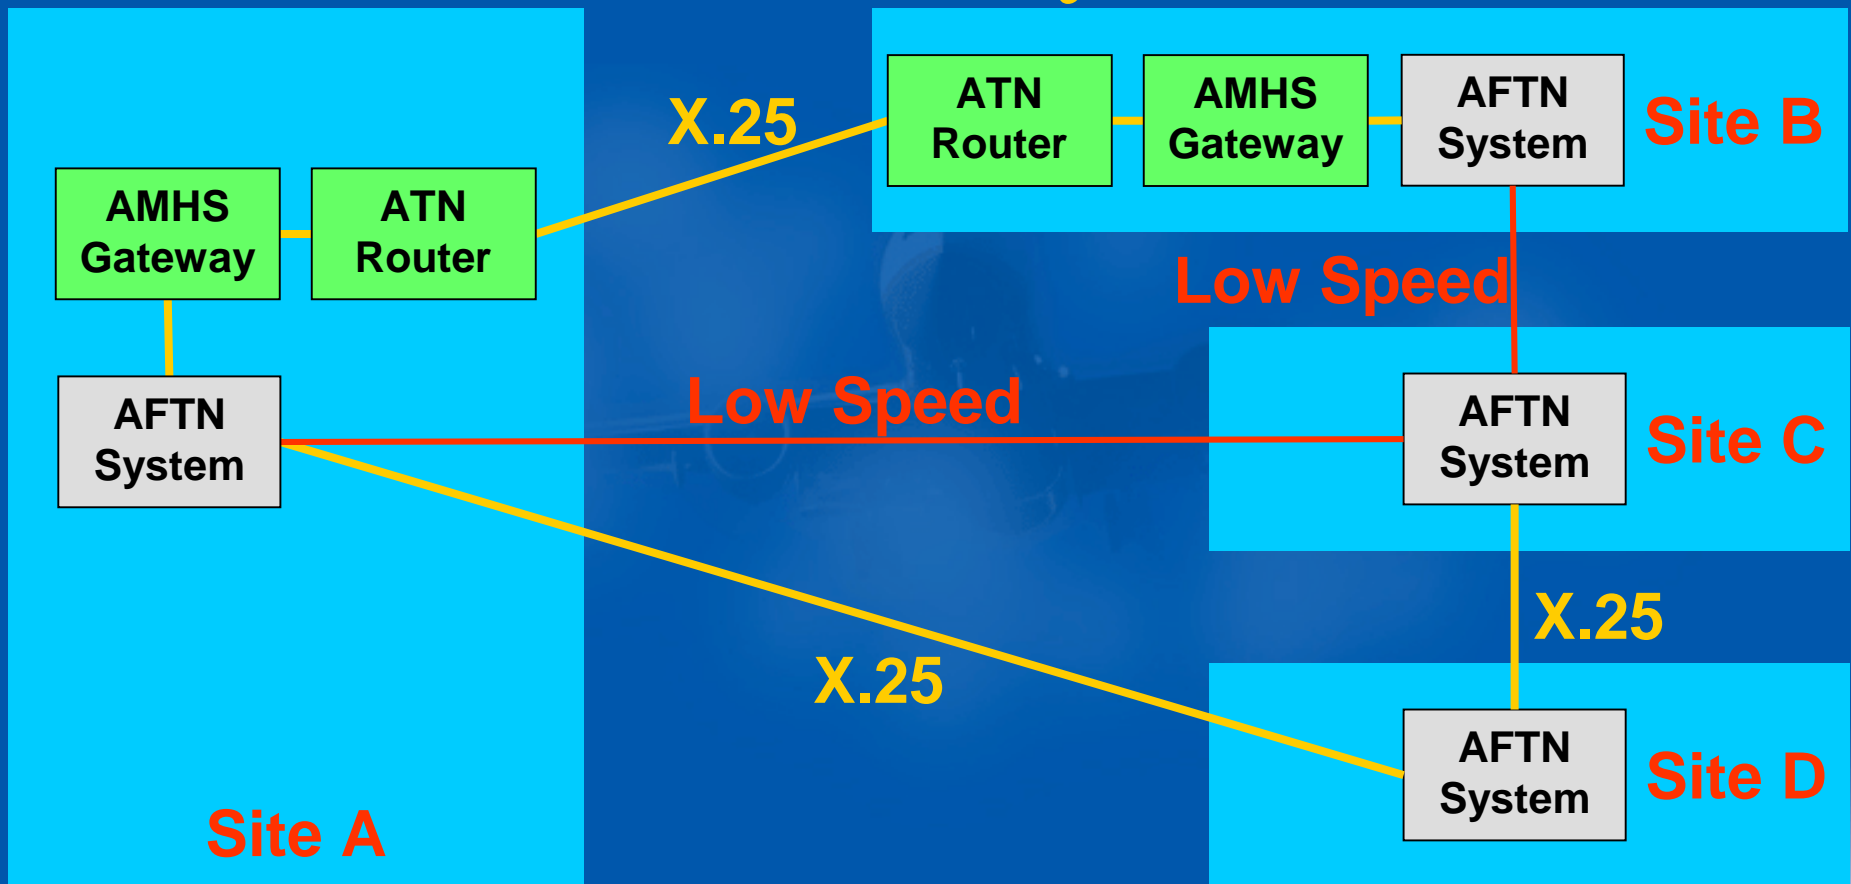 X.25
ATN
Router
AMHS
Gateway
AFTN
System
Site B
AMHS
Gateway
ATN
Router
Low Speed
AFTN
System
Low Speed
AFTN
System
Site C
X.25
X.25
AFTN
System
Site D
Site A